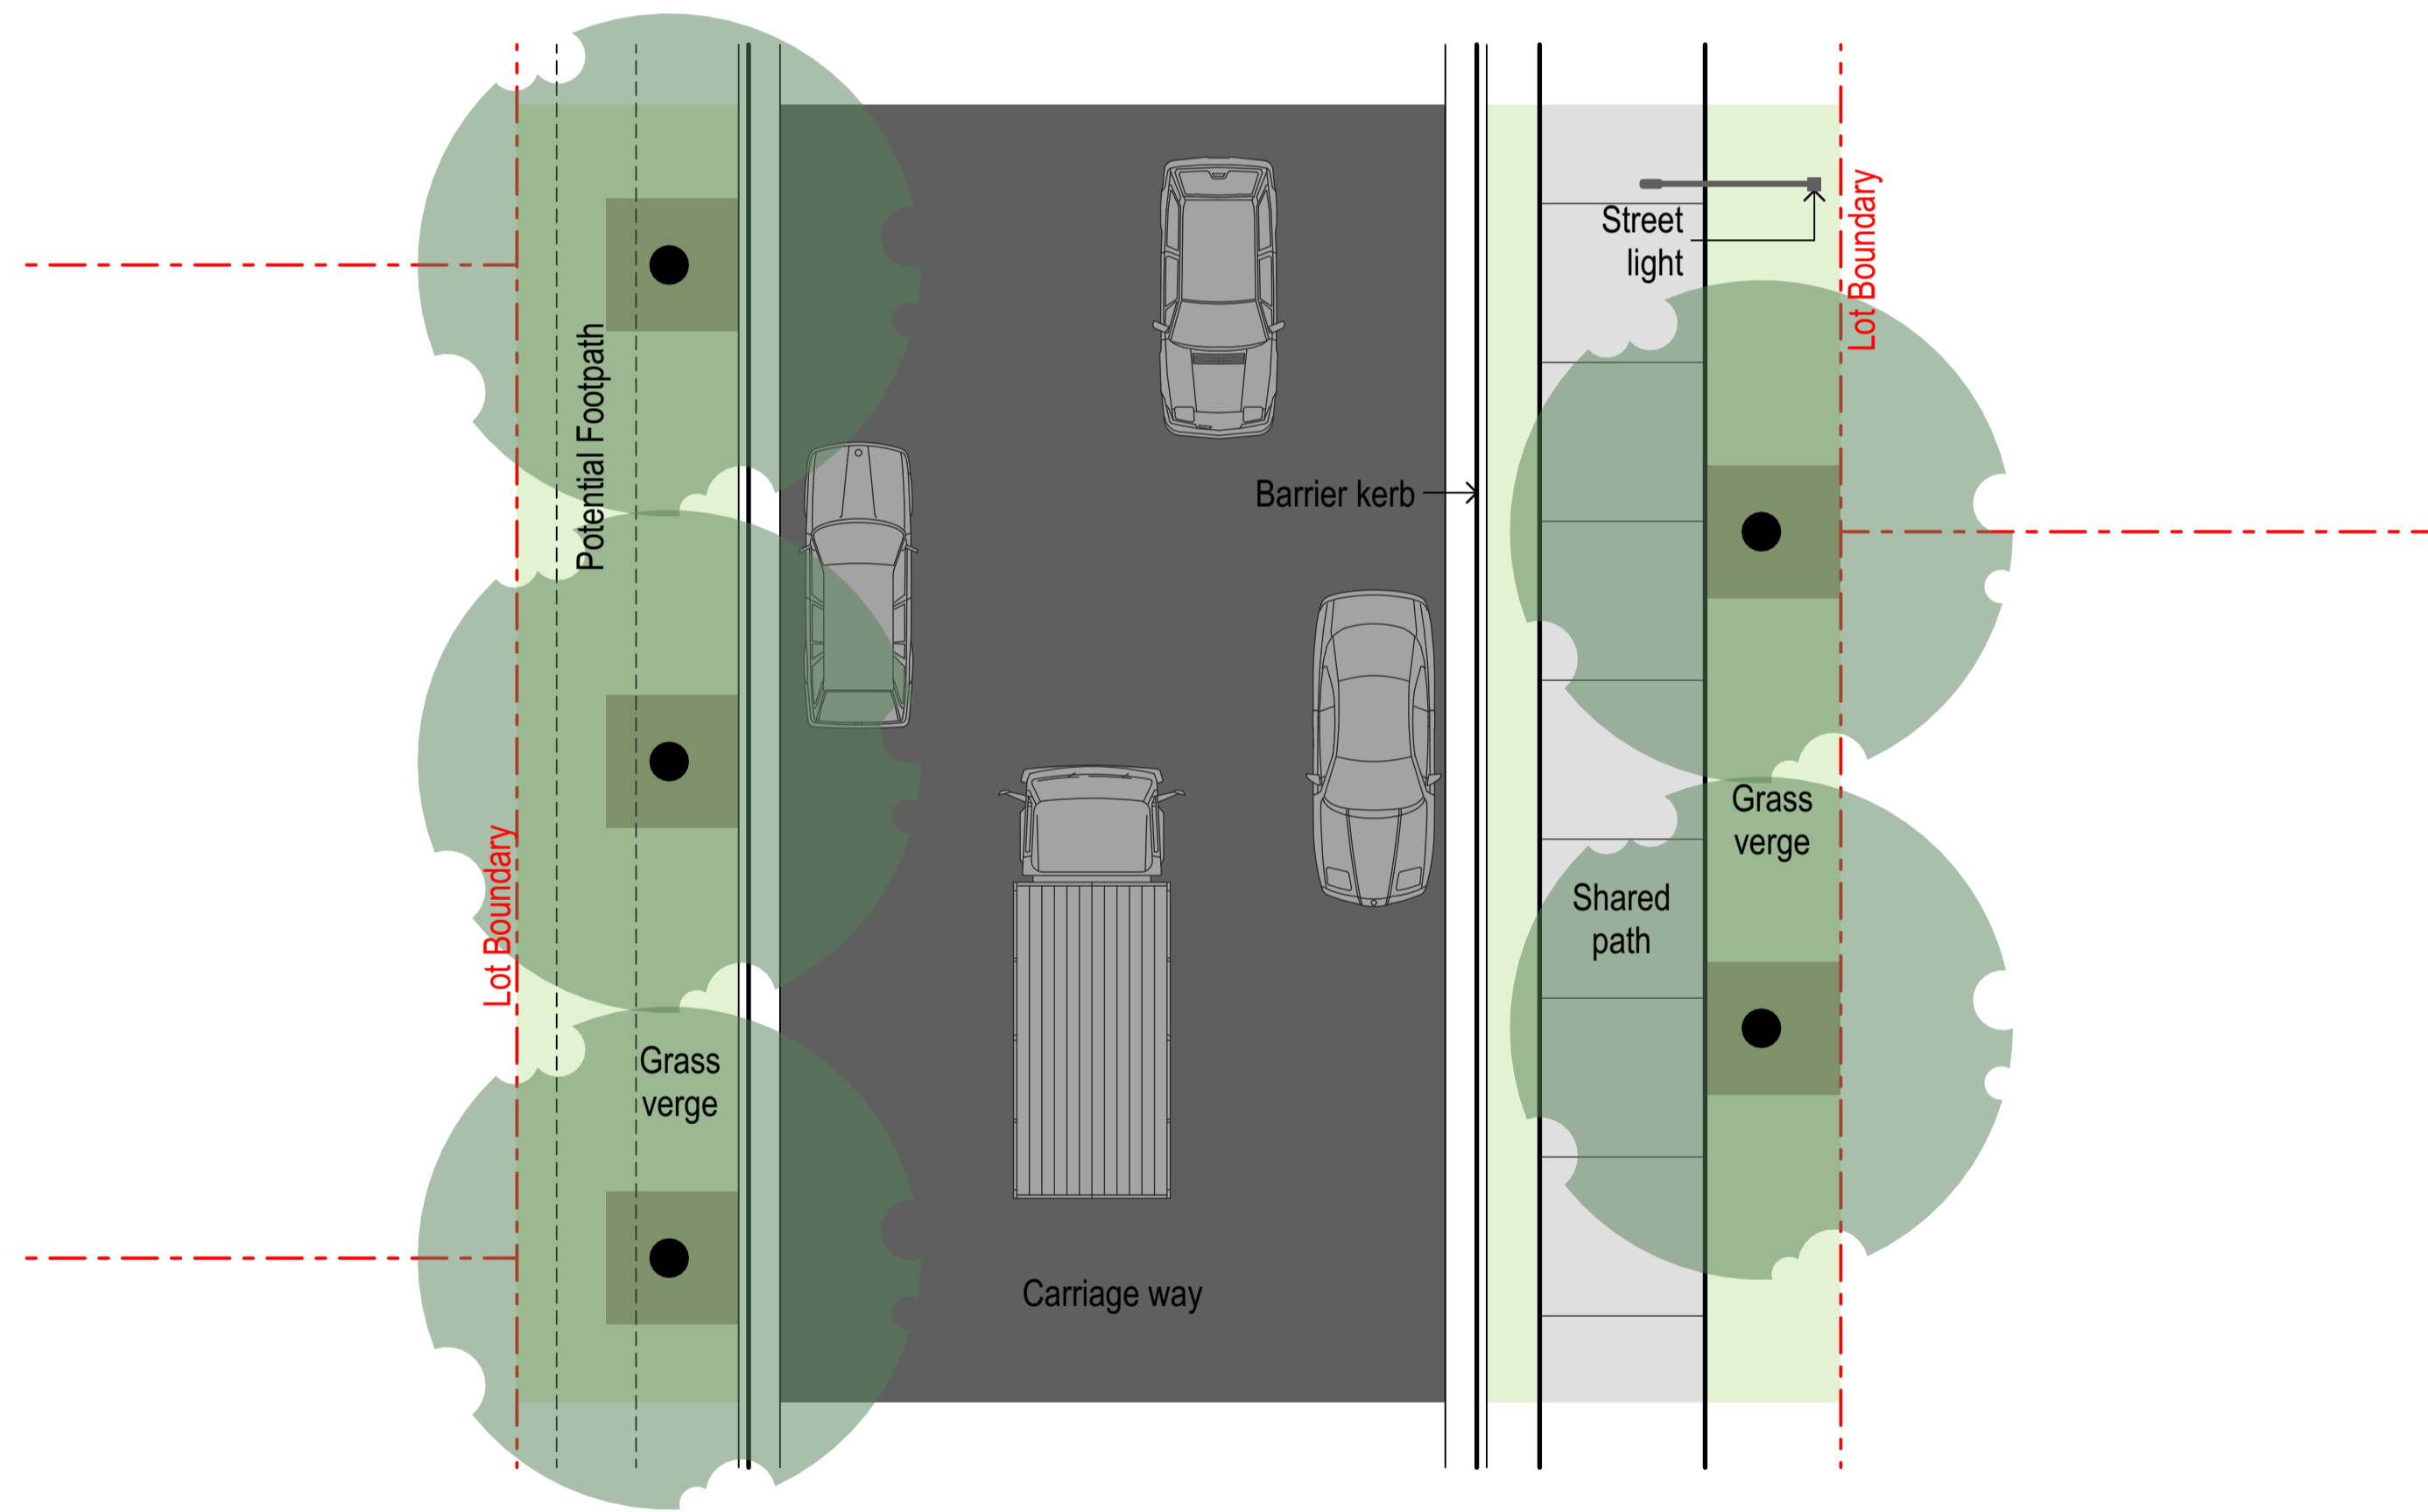 Street
light
Lot Boundary
Potential Footpath
Barrier kerb
Grass
verge
Shared
path
Lot Boundary
Grass
verge
Carriage way